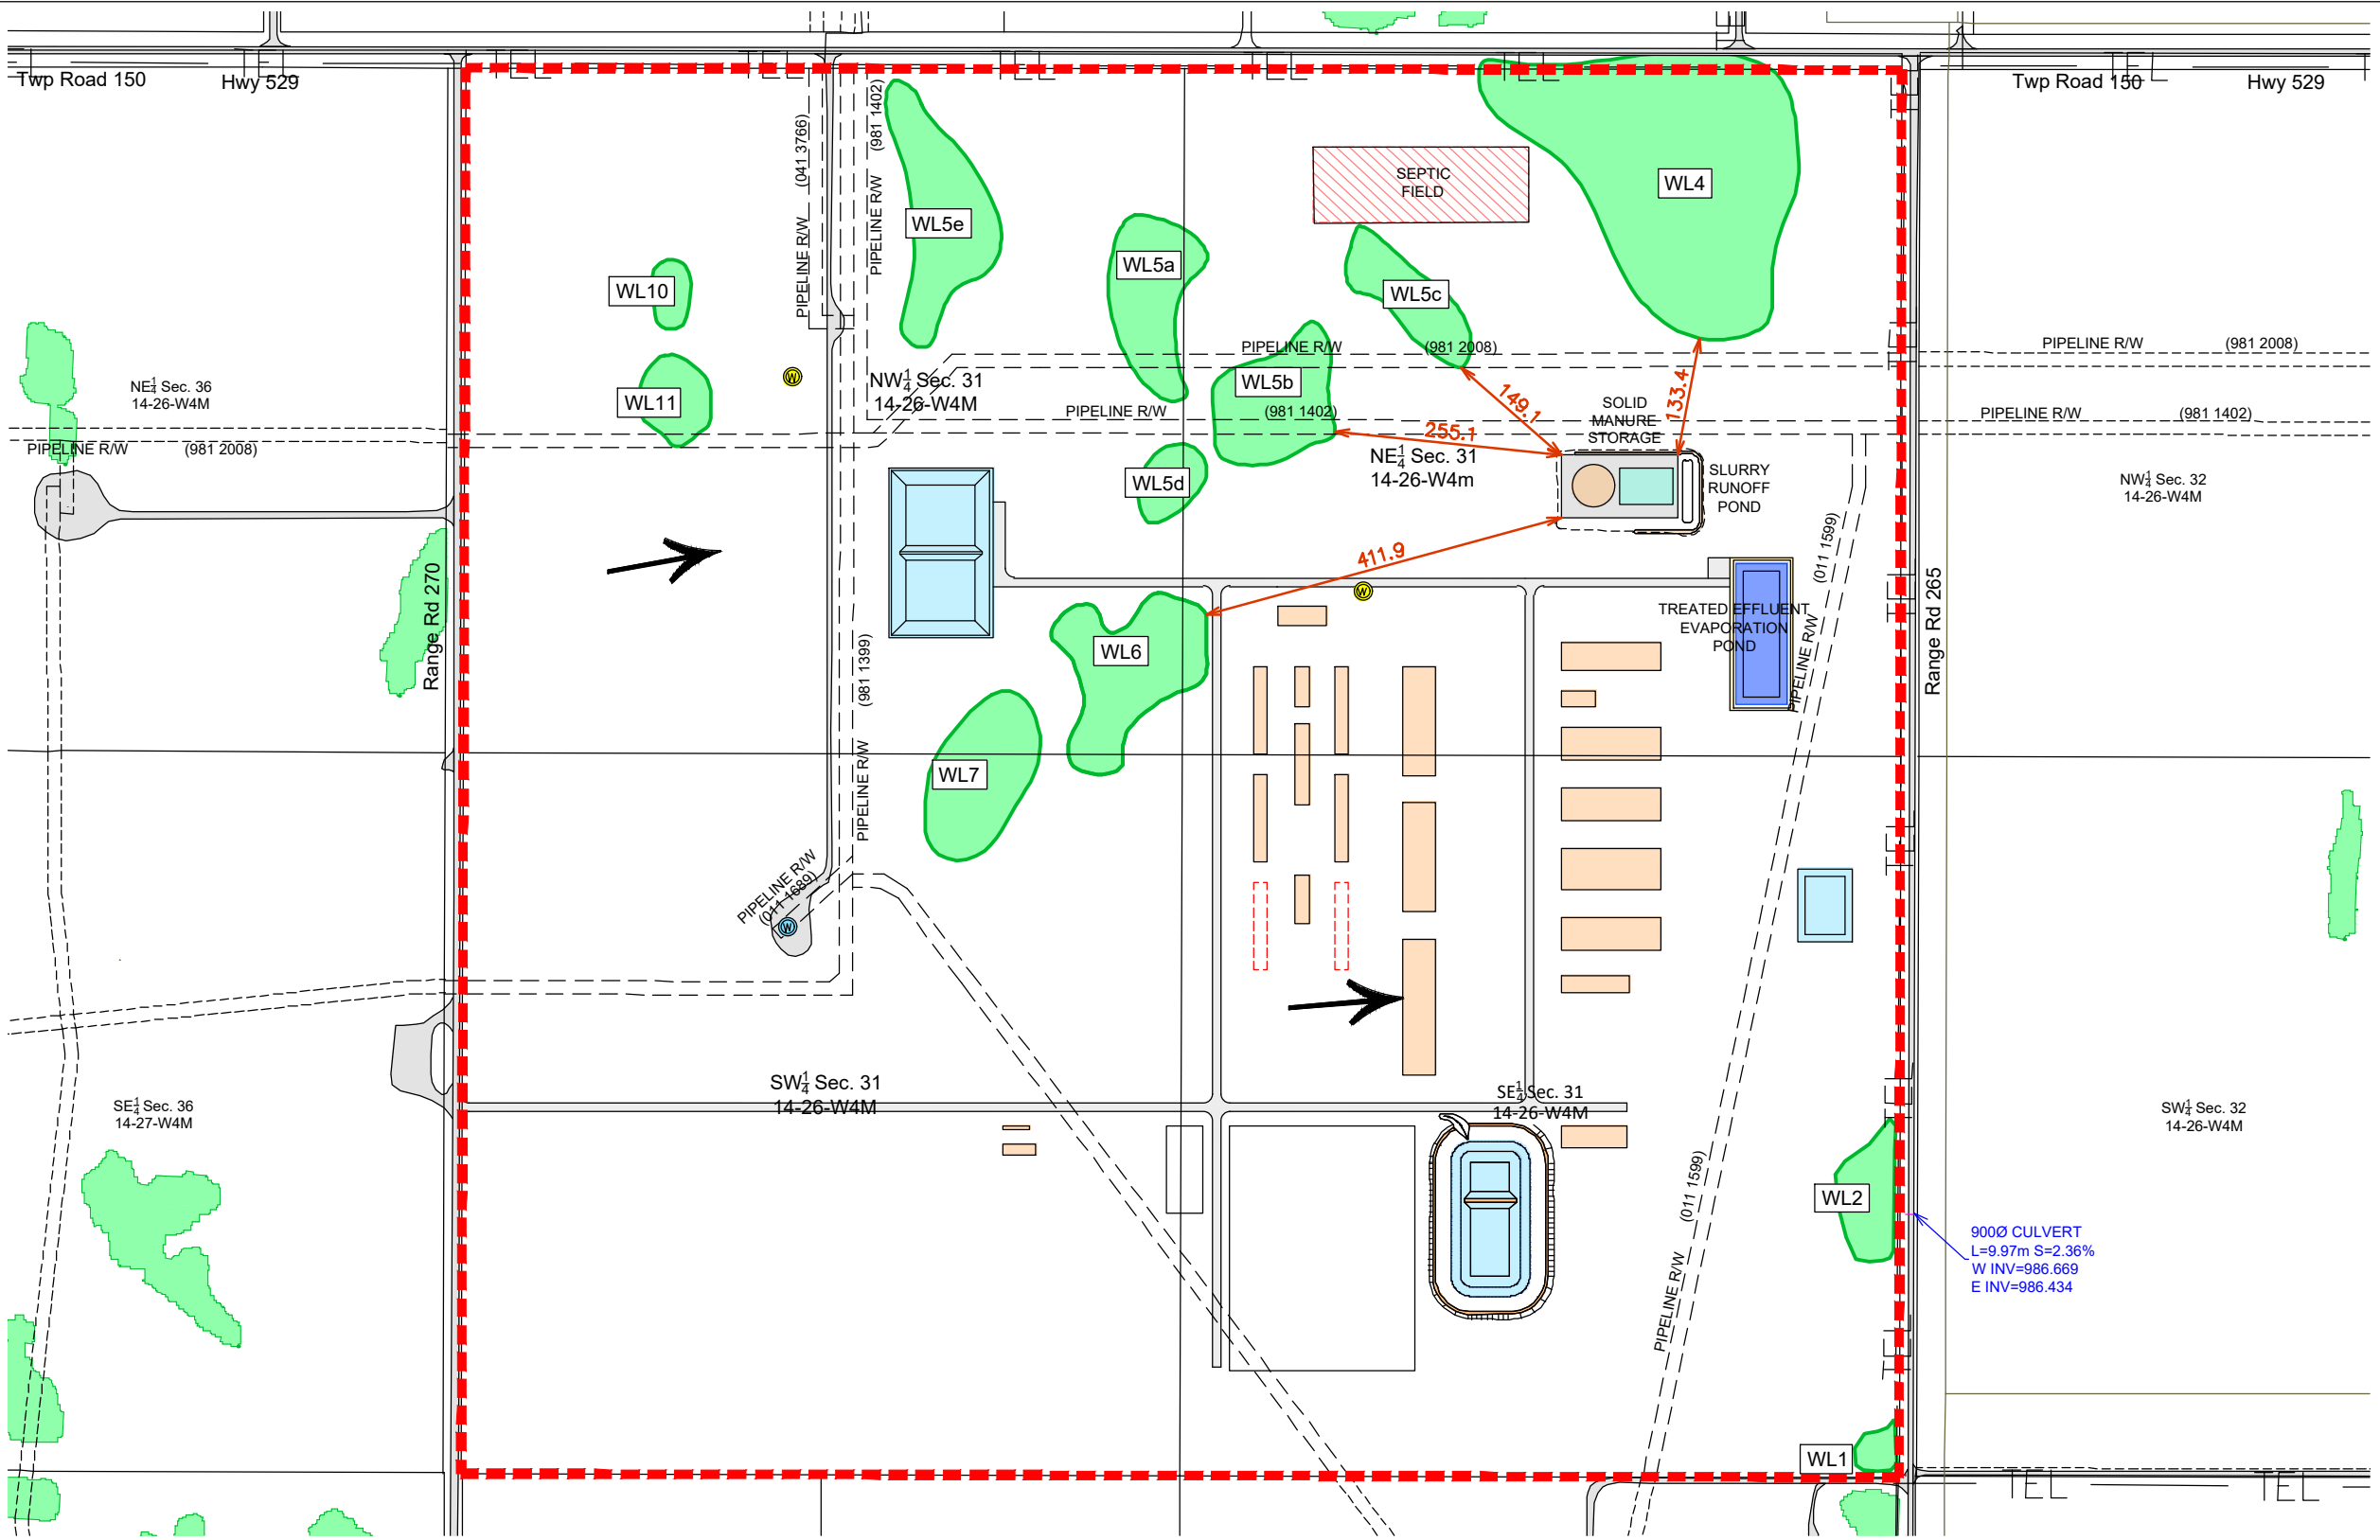 Twp Road 150
Hwy 529
Twp Road 150
Hwy 529
TEL
PIPELINE R/W
(041 3766)
PIPELINE R/W
(981 1402)
WL5e
WL5a
SEPTIC
FIELD
WL4
WL10
WL5c
WL11
WL5b
WL5d
NE¼ Sec. 36
14-26-W4M
PIPELINE R/W
(981 2008)
W
NW¼ Sec. 31
14-26-W4M
PIPELINE R/W
(981 2008)
PIPELINE R/W
(981 1402)
149.1
133.4
255.1
411.9
SOLID
MANURE
STORAGE
NE¼ Sec. 31
14-26-W4m
SLURRY
RUNOFF
POND
PIPELINE R/W
(981 2008)
PIPELINE R/W
(981 1402)
NW¼ Sec. 32
14-26-W4M
Range Rd 270
W
WL6
WL7
PIPELINE R/W
(981 1399)
TREATED EFFLUENT
EVAPORATION
POND
PIPELINE R/W
(011 1599)
Range Rd 265
PIPELINE R/W
(011 1689)
W
SW¼ Sec. 31
14-26-W4M
SE¼ Sec. 31
14-26-W4M
SE¼ Sec. 36
14-27-W4M
SW¼ Sec. 32
14-26-W4M
PIPELINE R/W
(011 1599)
WL2
900Ø CULVERT
L=9.97m S=2.36%
W INV=986.669
E INV=986.434
WL1
TEL
TEL